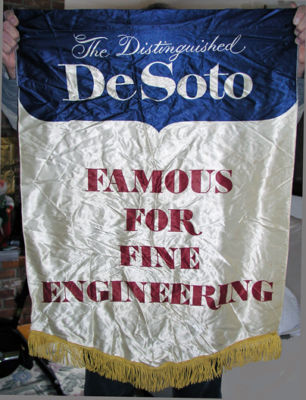 The Distinguished
DeSoto
FAMOUS
FOR
FINE
ENGINEERING